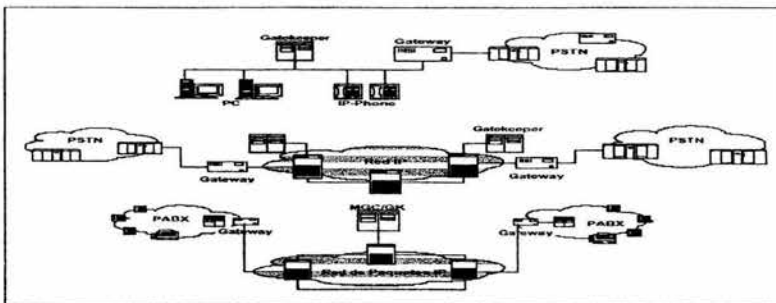 Gatekeeper
Gateway
PSTN
PC
IP-Phone
PSTN
Gatekeeper
PSTN
Red IP
Gateway
Gateway
MGC/GK
PABX
Gateway
Gateway
PABX
Red de Paquetes IP